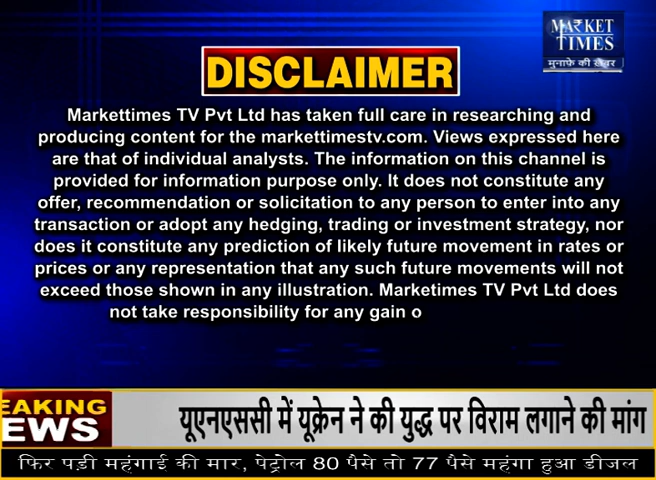 MARKET
TIMES
मुनाफे की खबर
DISCLAIMER
Markettimes TV Pvt Ltd has taken full care in researching and
producing content for the markettimestv.com. Views expressed here
are that of individual analysts. The information on this channel is
provided for information purpose only. It does not constitute any
offer, recommendation or solicitation to any person to enter into any
transaction or adopt any hedging, trading or investment strategy, nor
does it constitute any prediction of likely future movement in rates or
prices or any representation that any such future movements will not
exceed those shown in any illustration. Marketimes TV Pvt Ltd does
not take responsibility for any gain o
EAKING
EWS
यूएनएससी में यूक्रेन ने की युद्ध पर विराम लगाने की मांग
फिर पड़ी महंगाई की मार, पेट्रोल 80 पैसे तो 77 पैसे महंगा हुआ डीजल